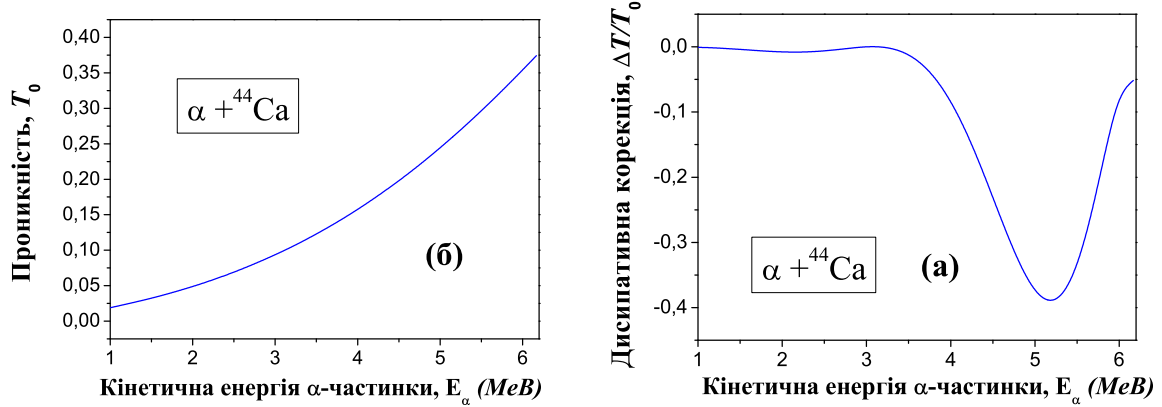 Проникність, T₀
0,40
0,35
0,30
0,25
0,20
0,15
0,10
0,05
0,00
α + ⁴⁴Ca
(б)
1 2 3 4 5 6
Кінетична енергія α-частинки, Eα (МеВ)
Дисипативна корекція, ΔT/T₀
0,0
-0,1
-0,2
-0,3
-0,4
α + ⁴⁴Ca
(а)
1 2 3 4 5 6
Кінетична енергія α-частинки, Eα (МеВ)